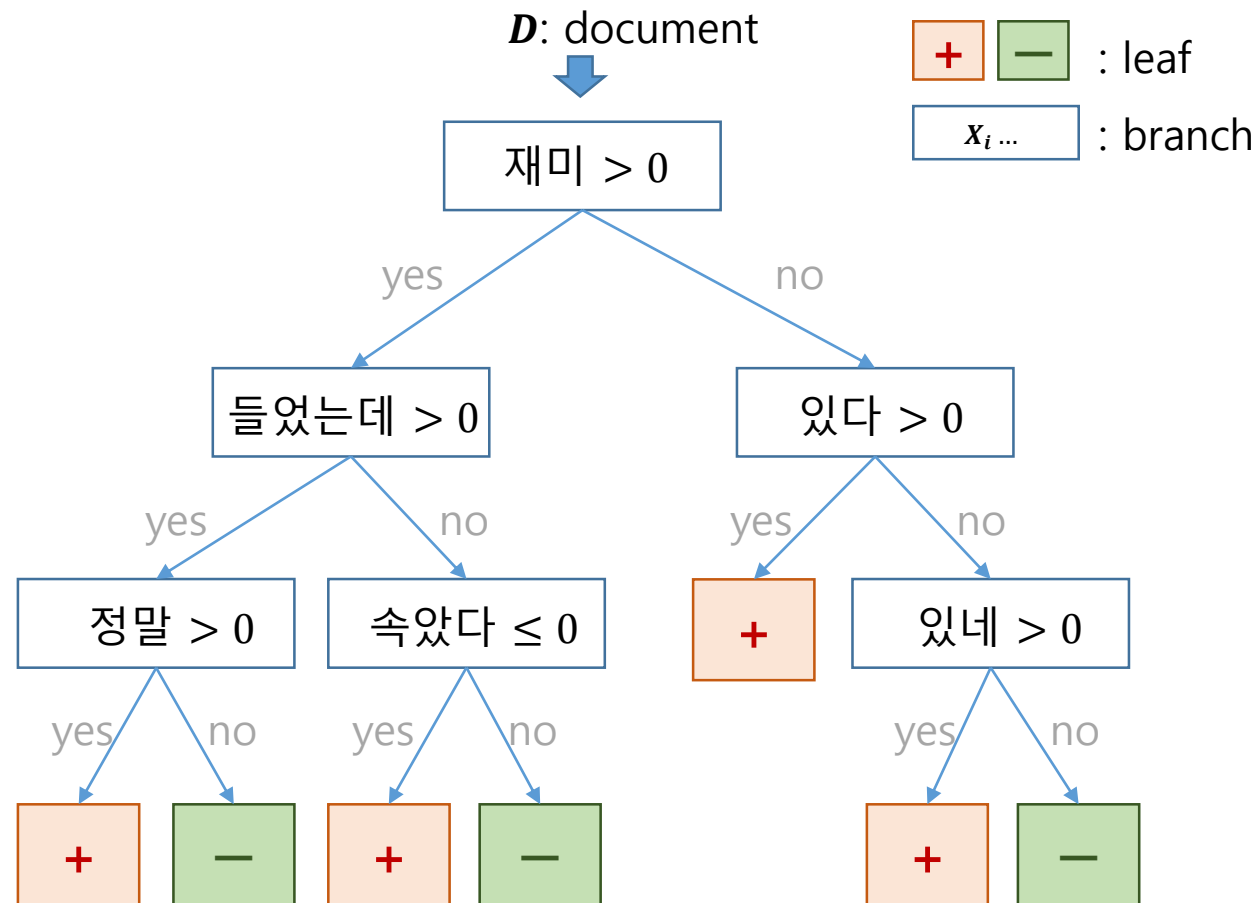 D: document
+ − : leaf
X_i ... : branch
재미 > 0
yes no
들었는데 > 0 있다 > 0
yes no yes no
정말 > 0 속았다 ≤ 0 + 있네 > 0
yes no yes no yes no
+ − + − + −